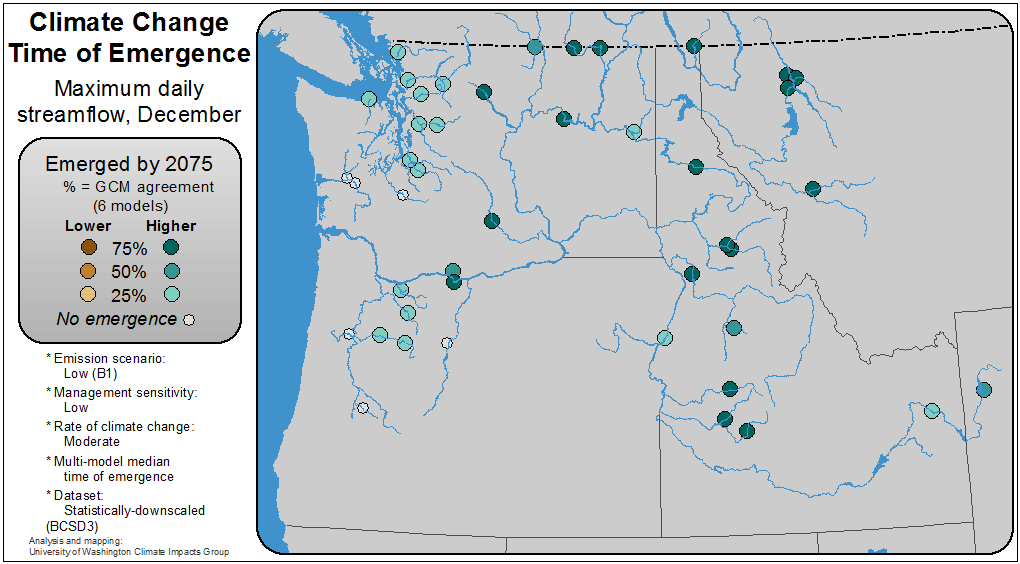 Climate Change
Time of Emergence
Maximum daily
streamflow, December
Emerged by 2075
% = GCM agreement
(6 models)
Lower Higher
75%
50%
25%
No emergence
* Emission scenario:
Low (B1)
* Management sensitivity:
Low
* Rate of climate change:
Moderate
* Multi-model median
time of emergence
* Dataset:
Statistically-downscaled
(BCSD3)
Analysis and mapping:
University of Washington Climate Impacts Group